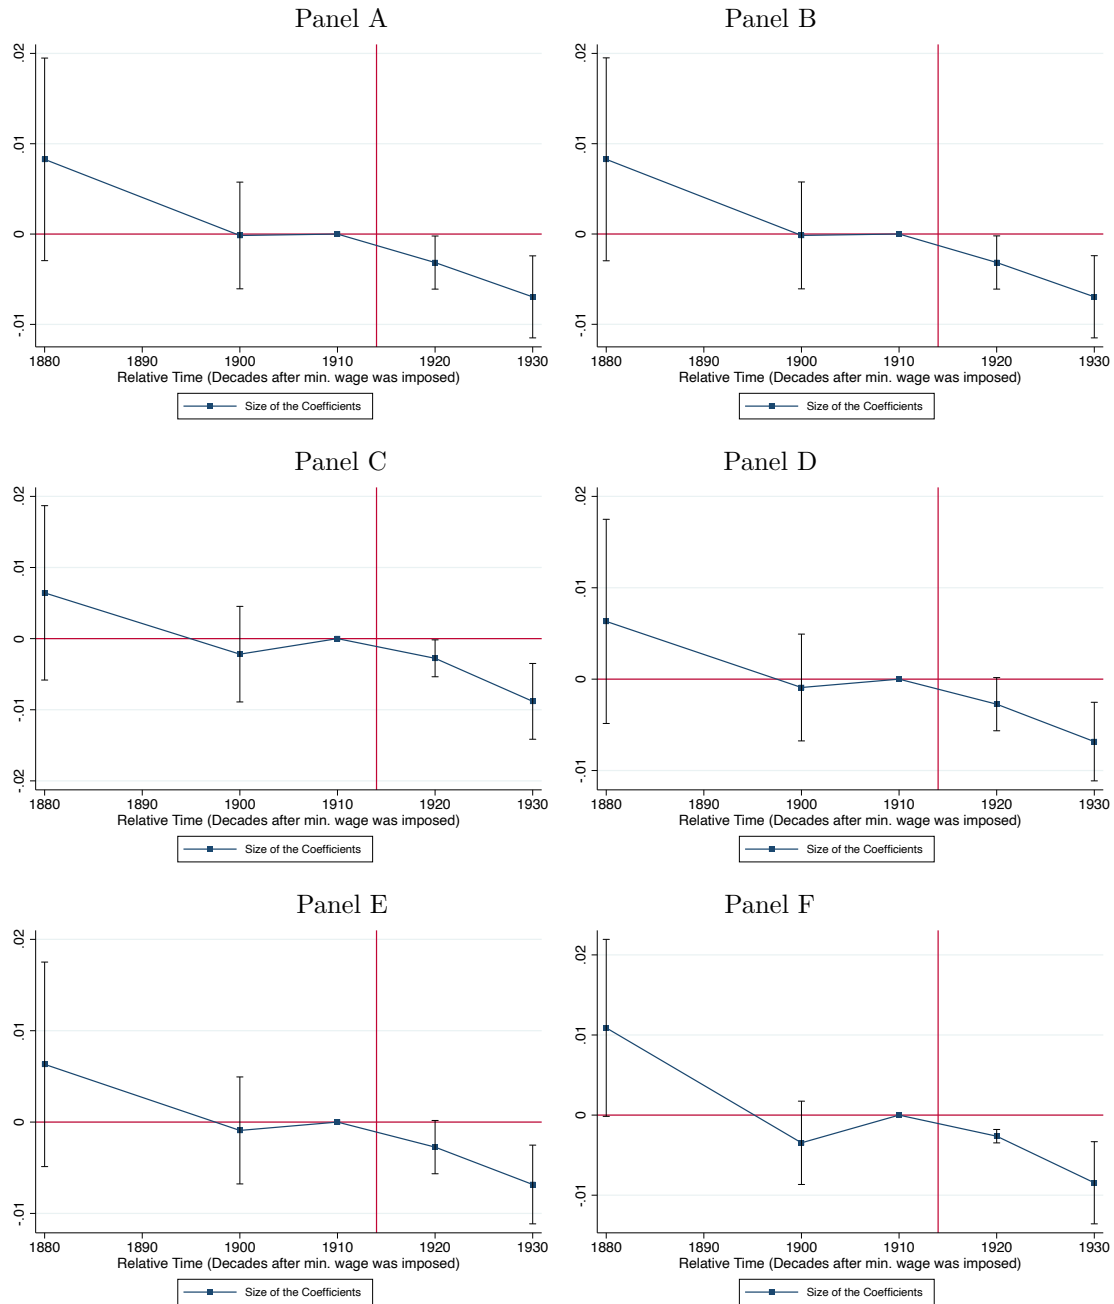 Panel A
.02
.01
0
-.01
1880 1890 1900 1910 1920 1930
Relative Time (Decades after min. wage was imposed)
Size of the Coefficients
Panel B
.02
.01
0
-.01
1880 1890 1900 1910 1920 1930
Relative Time (Decades after min. wage was imposed)
Size of the Coefficients
Panel C
.02
.01
0
-.01
-.02
1880 1890 1900 1910 1920 1930
Relative Time (Decades after min. wage was imposed)
Size of the Coefficients
Panel D
.02
.01
0
-.01
1880 1890 1900 1910 1920 1930
Relative Time (Decades after min. wage was imposed)
Size of the Coefficients
Panel E
.02
.01
0
-.01
1880 1890 1900 1910 1920 1930
Relative Time (Decades after min. wage was imposed)
Size of the Coefficients
Panel F
.02
.01
0
-.01
1880 1890 1900 1910 1920 1930
Relative Time (Decades after min. wage was imposed)
Size of the Coefficients